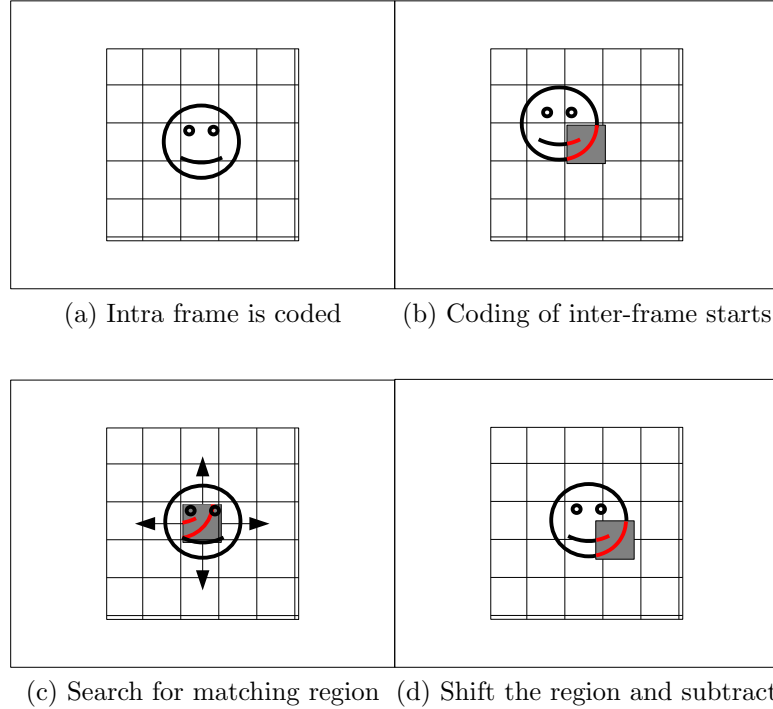 (a) Intra frame is coded
(b) Coding of inter-frame starts
(c) Search for matching region
(d) Shift the region and subtract